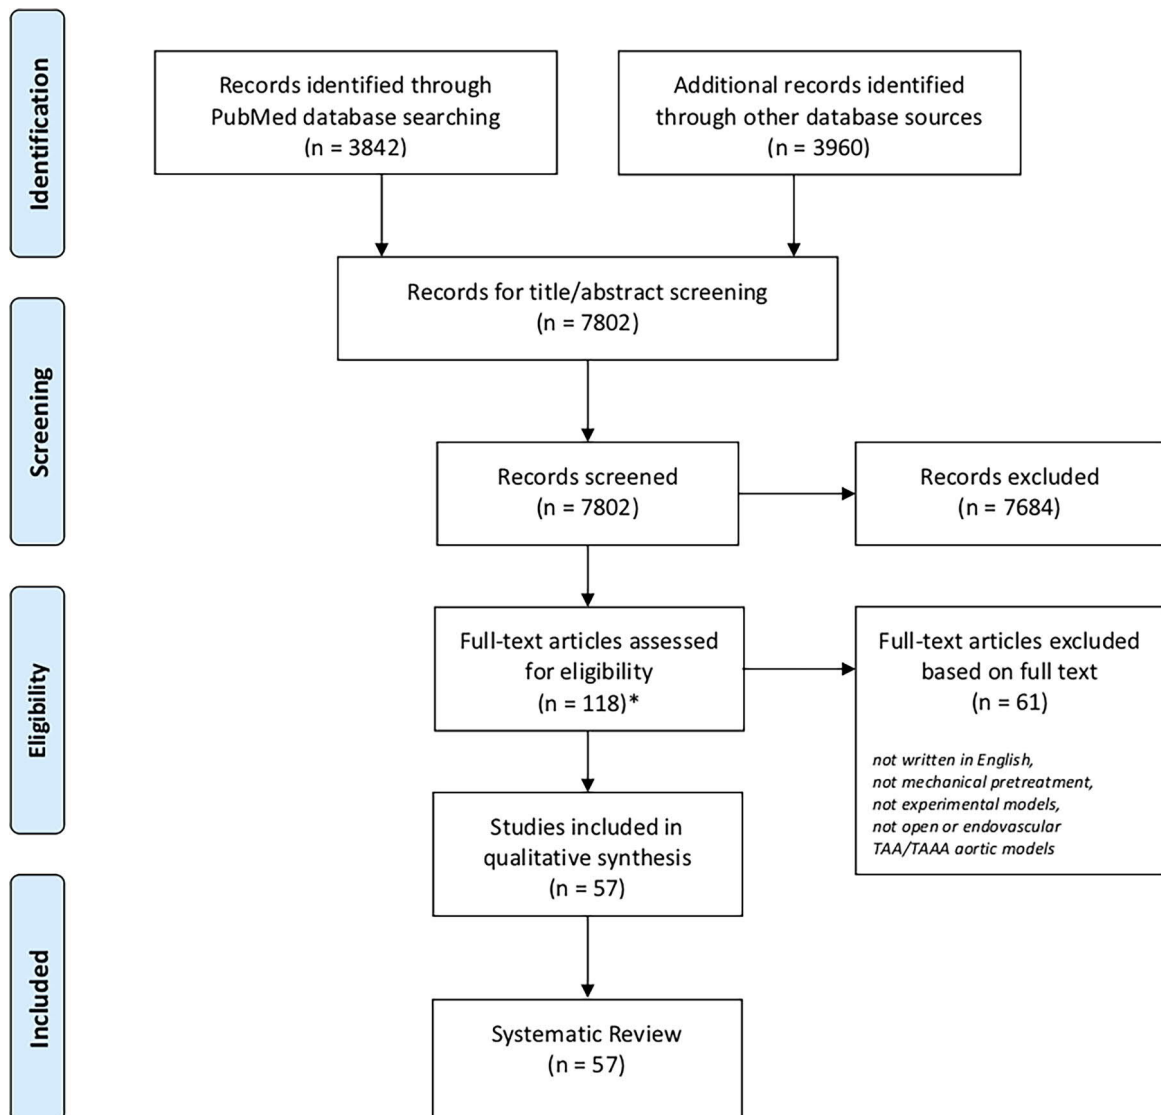 Identification
Records identified through
PubMed database searching
(n = 3842)
Additional records identified
through other database sources
(n = 3960)
Records for title/abstract screening
(n = 7802)
Screening
Records screened
(n = 7802)
Records excluded
(n = 7684)
Eligibility
Full-text articles assessed
for eligibility
(n = 118)*
Full-text articles excluded
based on full text
(n = 61)
not written in English,
not mechanical pretreatment,
not experimental models,
not open or endovascular
TAA/TAAA aortic models
Studies included in
qualitative synthesis
(n = 57)
Included
Systematic Review
(n = 57)